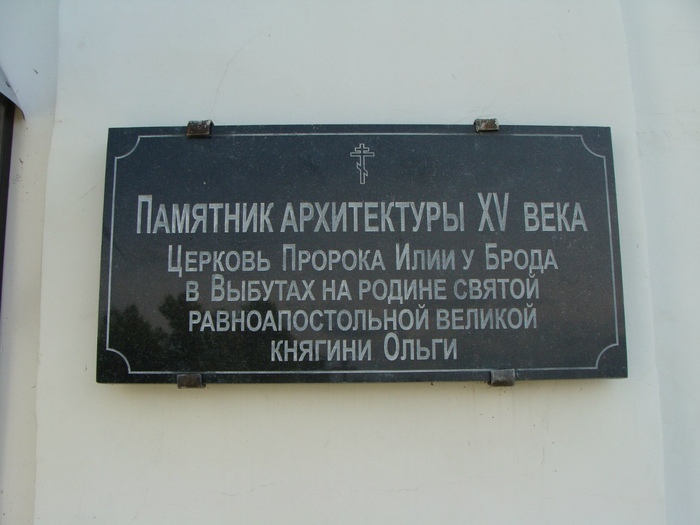 Памятник архитектуры XV века
Церковь Пророка Илии у Брода
в Выбутах на родине святой
равноапостольной великой
княгини Ольги